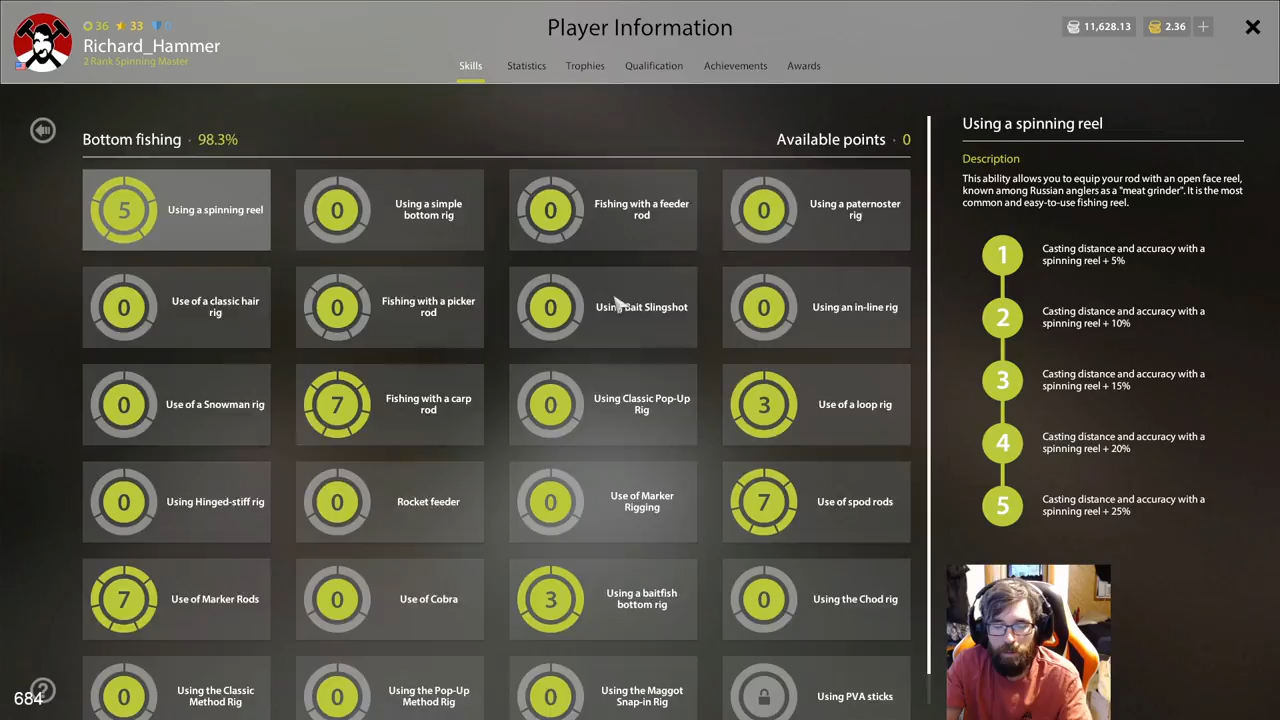 36 33 0
Richard_Hammer
2 Rank Spinning Master
Player Information
11,628.13
2.36
Skills
Statistics
Trophies
Qualification
Achievements
Awards
Bottom fishing · 98.3%
Available points · 0
5
Using a spinning reel
0
Using a simple
bottom rig
0
Fishing with a feeder
rod
0
Using a paternoster
rig
0
Use of a classic hair
rig
0
Fishing with a picker
rod
0
Using Bait Slingshot
0
Using an in-line rig
0
Use of a Snowman rig
7
Fishing with a carp
rod
0
Using Classic Pop-Up
Rig
3
Use of a loop rig
0
Using Hinged-stiff rig
0
Rocket feeder
0
Use of Marker
Rigging
7
Use of spod rods
7
Use of Marker Rods
0
Use of Cobra
3
Using a baitfish
bottom rig
0
Using the Chod rig
0
Using the Classic
Method Rig
0
Using the Pop-Up
Method Rig
0
Using the Maggot
Snap-in Rig
Using PVA sticks
Using a spinning reel
Description
This ability allows you to equip your rod with an open face reel,
known among Russian anglers as a "meat grinder". It is the most
common and easy-to-use fishing reel.
1
Casting distance and accuracy with a
spinning reel + 5%
2
Casting distance and accuracy with a
spinning reel + 10%
3
Casting distance and accuracy with a
spinning reel + 15%
4
Casting distance and accuracy with a
spinning reel + 20%
5
Casting distance and accuracy with a
spinning reel + 25%
684
?